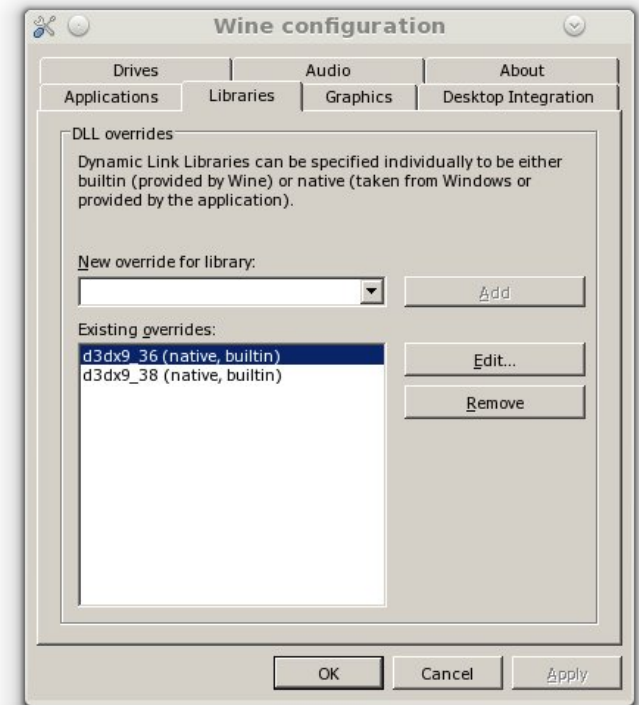 Wine configuration
Drives Audio About
Applications Libraries Graphics Desktop Integration
DLL overrides
Dynamic Link Libraries can be specified individually to be either
builtin (provided by Wine) or native (taken from Windows or
provided by the application).
New override for library:
Add
Existing overrides:
d3dx9_36 (native, builtin)
d3dx9_38 (native, builtin)
Edit...
Remove
OK Cancel Apply